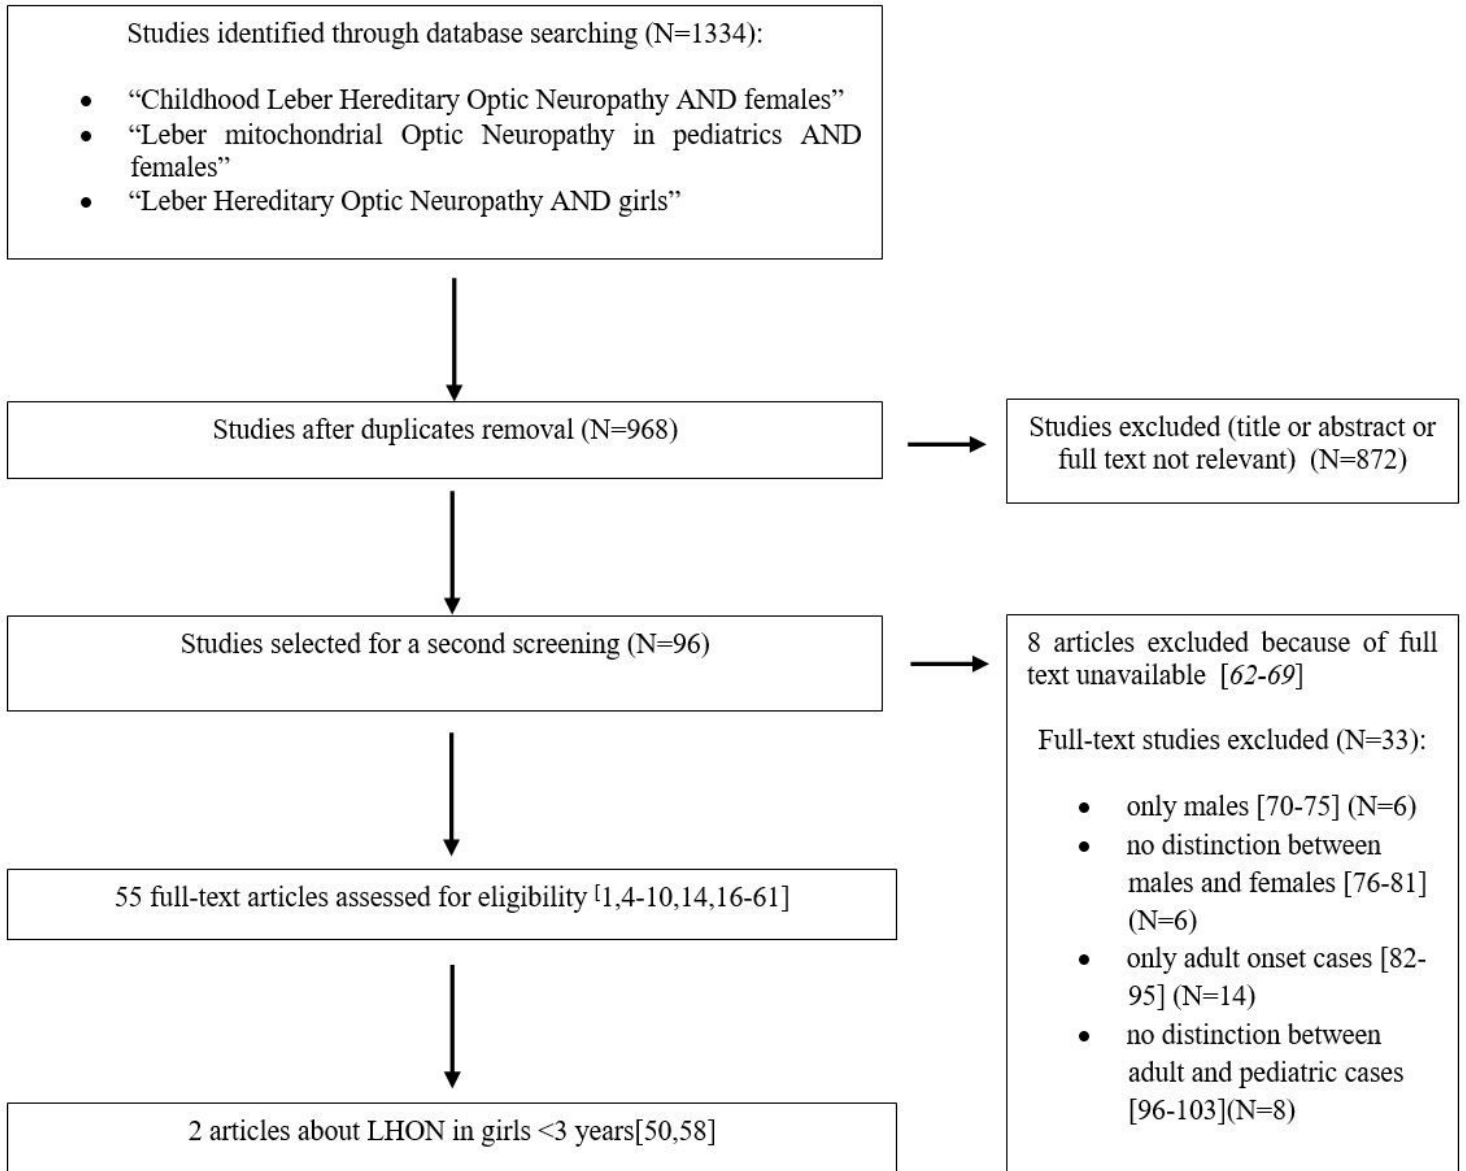 Studies identified through database searching (N=1334):
• “Childhood Leber Hereditary Optic Neuropathy AND females”
• “Leber mitochondrial Optic Neuropathy in pediatrics AND
females”
• “Leber Hereditary Optic Neuropathy AND girls”
Studies after duplicates removal (N=968)
Studies excluded (title or abstract or
full text not relevant) (N=872)
Studies selected for a second screening (N=96)
8 articles excluded because of full
text unavailable [62-69]
Full-text studies excluded (N=33):
• only males [70-75] (N=6)
• no distinction between
males and females [76-81]
(N=6)
• only adult onset cases [82-
95] (N=14)
• no distinction between
adult and pediatric cases
[96-103](N=8)
55 full-text articles assessed for eligibility [1,4-10,14,16-61]
2 articles about LHON in girls <3 years[50,58]